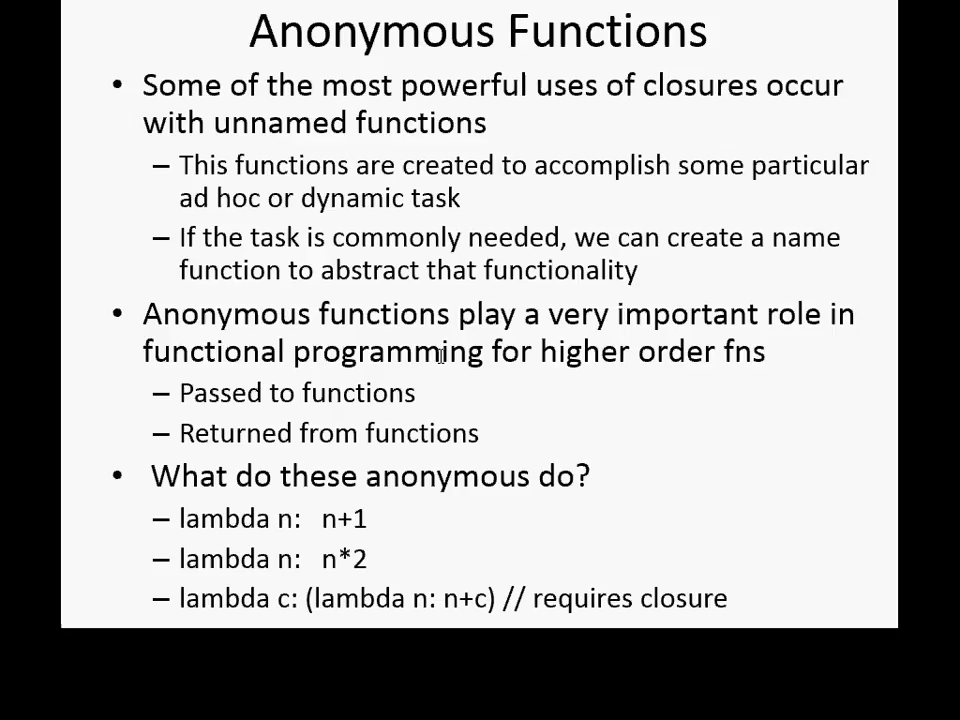 Anonymous Functions
• Some of the most powerful uses of closures occur
with unnamed functions
– This functions are created to accomplish some particular
ad hoc or dynamic task
– If the task is commonly needed, we can create a name
function to abstract that functionality
• Anonymous functions play a very important role in
functional programming for higher order fns
– Passed to functions
– Returned from functions
• What do these anonymous do?
– lambda n: n+1
– lambda n: n*2
– lambda c: (lambda n: n+c) // requires closure